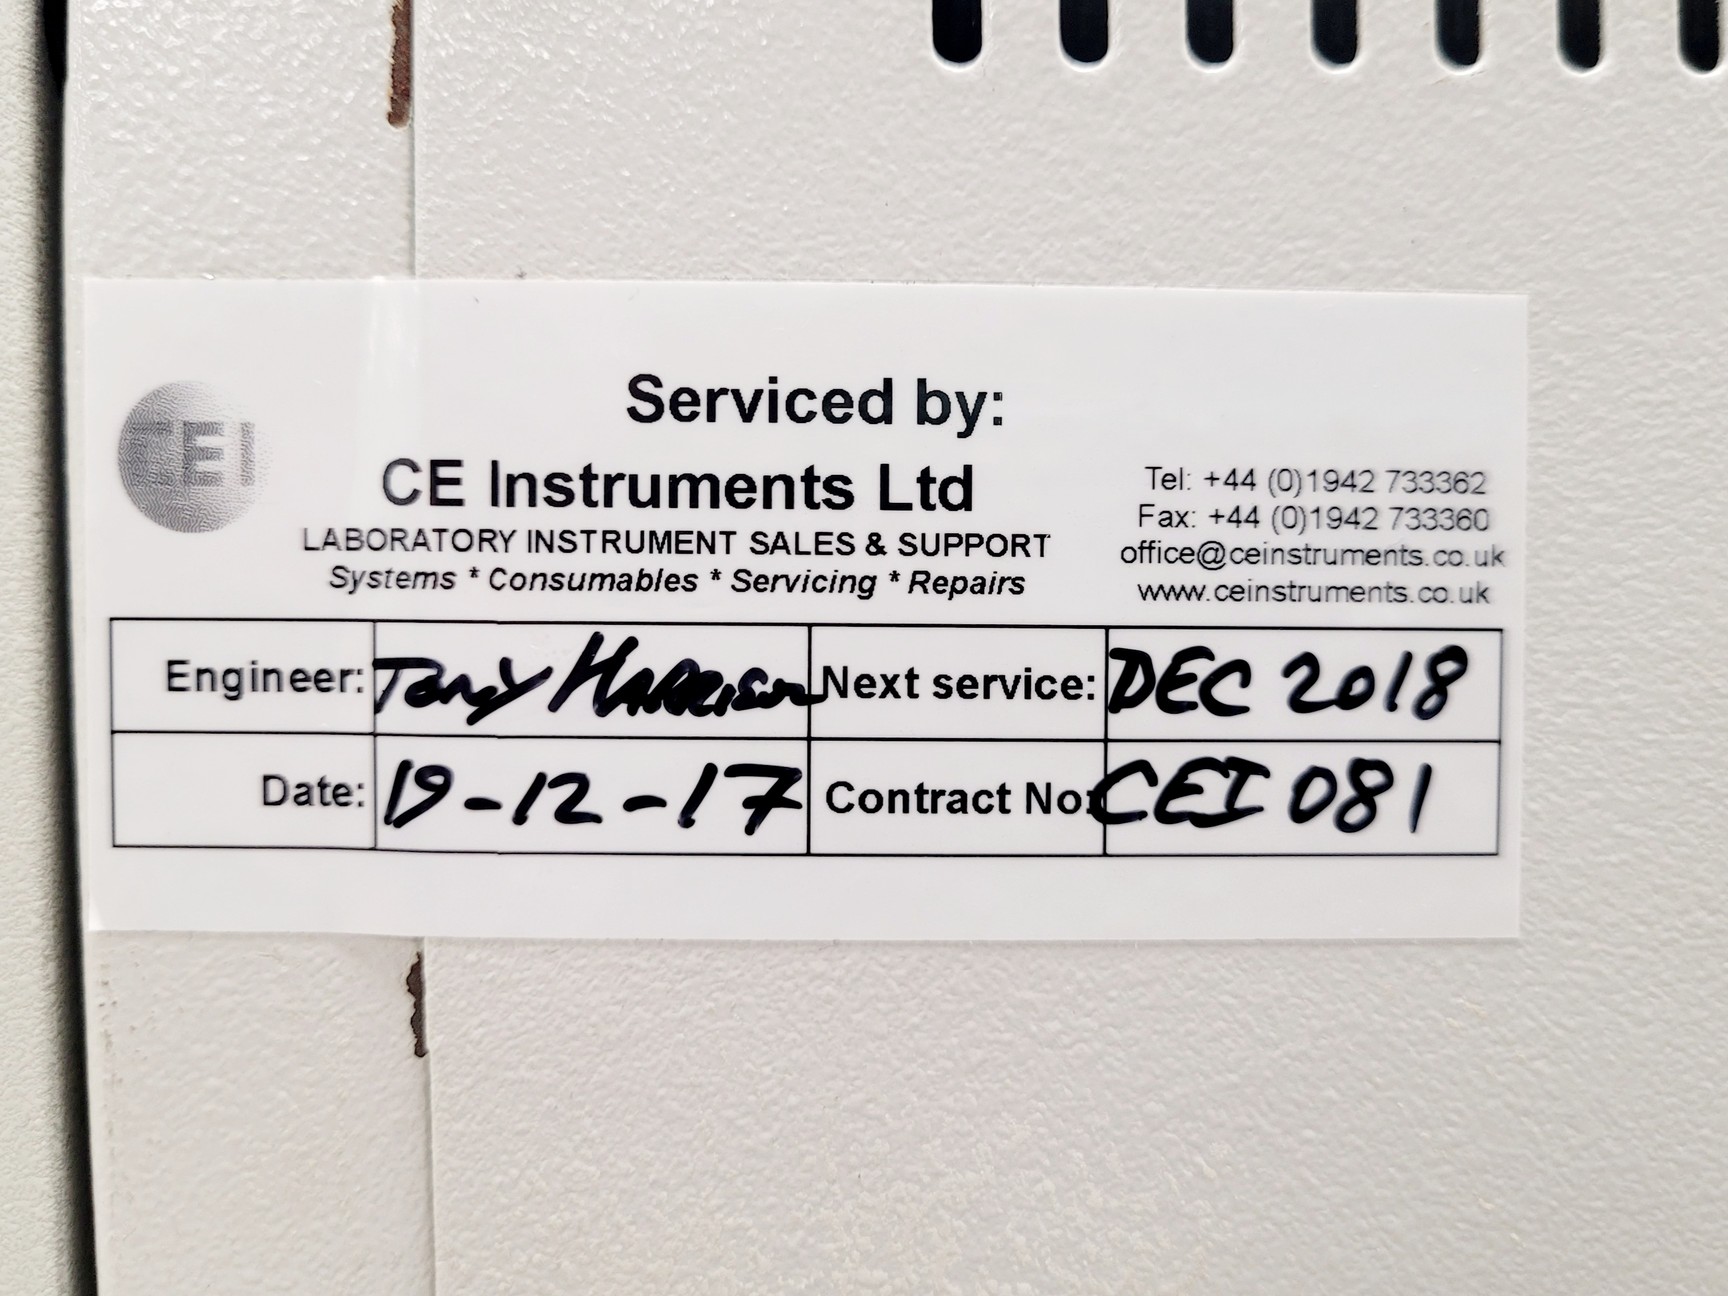 CEI
Serviced by:
CE Instruments Ltd
LABORATORY INSTRUMENT SALES & SUPPORT
Systems * Consumables * Servicing * Repairs
Tel: +44 (0)1942 733362
Fax: +44 (0)1942 733360
office@ceinstruments.co.uk
www.ceinstruments.co.uk
Engineer: Tony HARRISON Next service: DEC 2018
Date: 19-12-17 Contract No: CEI 081